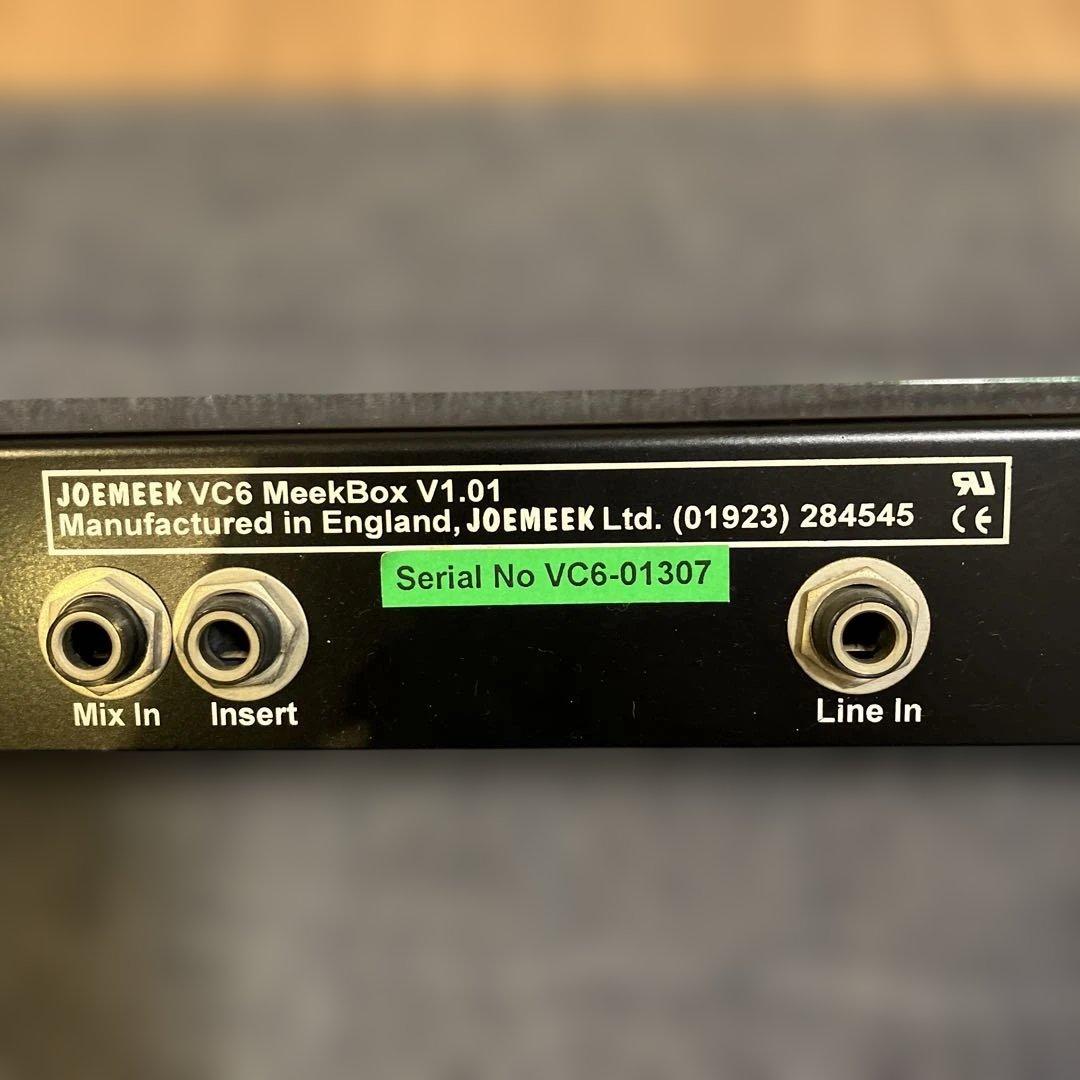 JOEMEEK VC6 MeekBox V1.01
Manufactured in England, JOEMEEK Ltd. (01923) 284545
CE
Serial No VC6-01307
Mix In
Insert
Line In